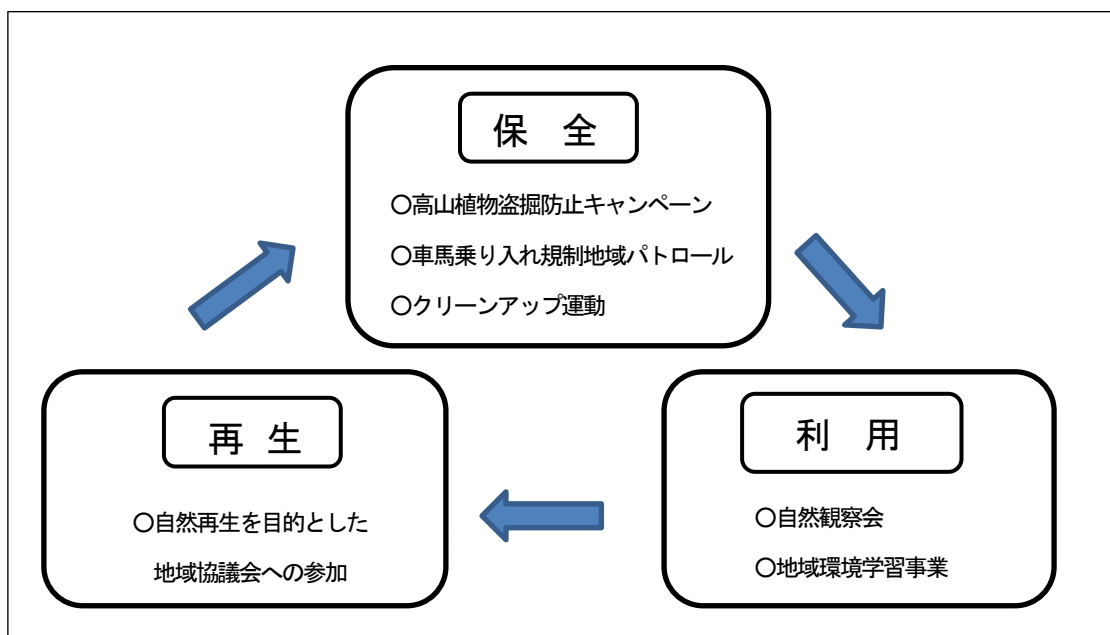 保　全
〇高山植物盗掘防止キャンペーン
〇車馬乗り入れ規制地域パトロール
〇クリーンアップ運動
再　生
〇自然再生を目的とした
地域協議会への参加
利　用
〇自然観察会
〇地域環境学習事業